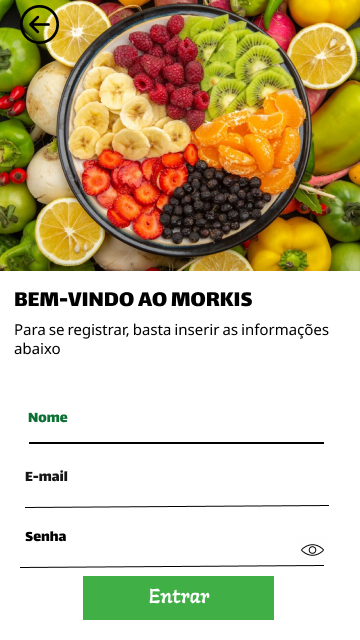 BEM-VINDO AO MORKIS
Para se registrar, basta inserir as informações
abaixo
Nome
E-mail
Senha
Entrar